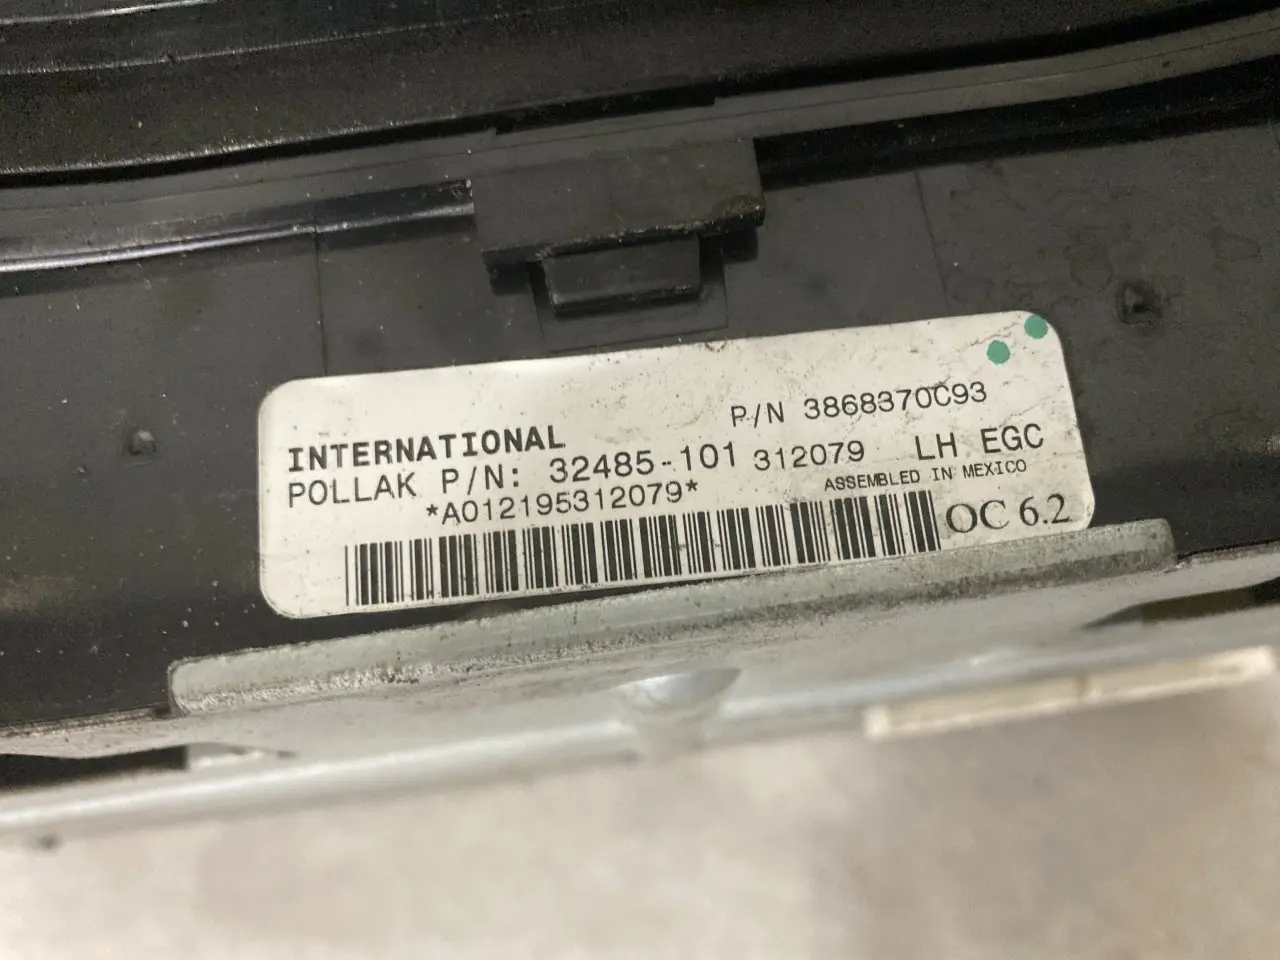 P/N 3868370C93
INTERNATIONAL
POLLAK P/N: 32485-101 312079 LH EGC
*A012195312079* ASSEMBLED IN MEXICO
OC 6.2